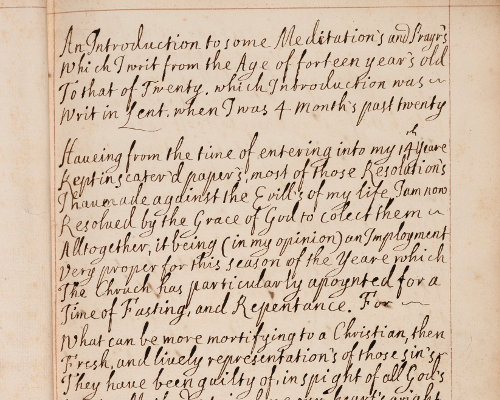 An Introduction to some Meditation's and Prayr's
Which I writ from the Age of forteen year's old
To that of Twenty. which Introduction was ~
Writ in Lent. when I was 4 Month's past twenty
Haueing from the time of entering into my 14th Yeare
Kept in scater'd paper's, most of those Resolution's
I haue made against the Evill's of my life, I am now
Resolued by the Grace of God to colect them ~
Alltogether, it being (in my opinion) an Imployment
Very proper for this season of the Yeare which
The Chruch has particularly apoynted for a
Time of Fasting, and Repentance. For ~
What can be more mortifying to a Christian, then
Fresh, and liuely representation's of those sin's
They haue been guilty of, in spight of all God's